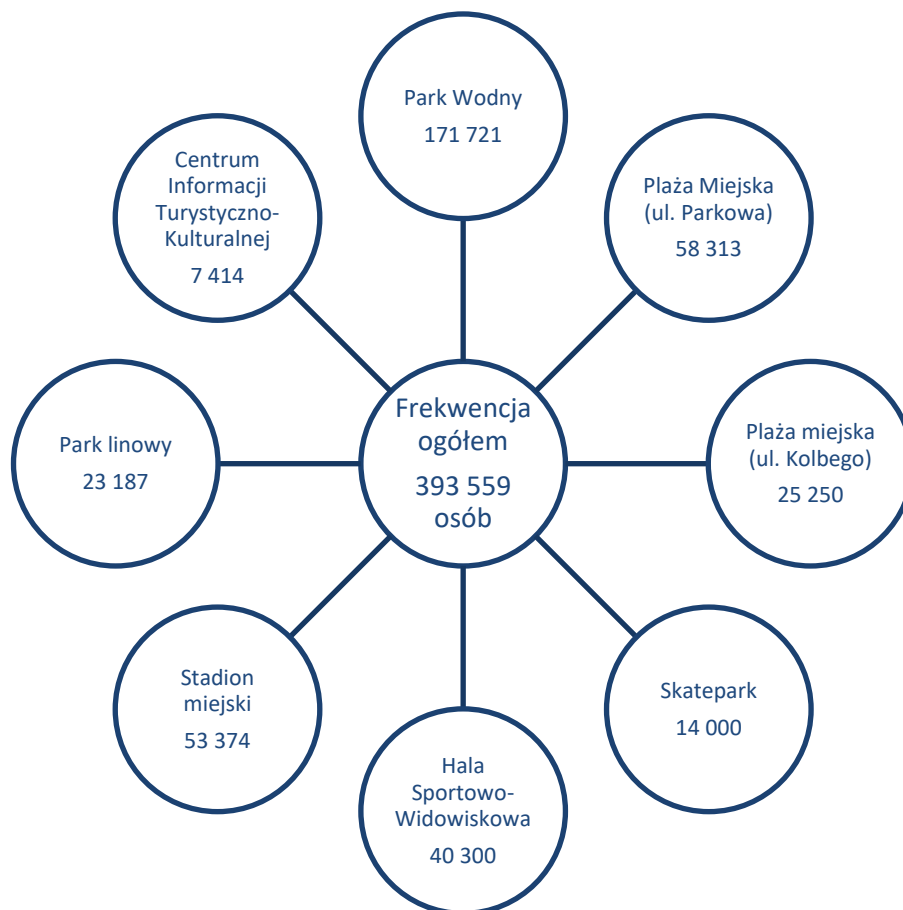 Park Wodny
171 721
Plaża Miejska
(ul. Parkowa)
58 313
Plaża miejska
(ul. Kolbego)
25 250
Skatepark
14 000
Hala
Sportowo-
Widowiskowa
40 300
Stadion
miejski
53 374
Park linowy
23 187
Centrum
Informacji
Turystyczno-
Kulturalnej
7 414
Frekwencja
ogółem
393 559
osób